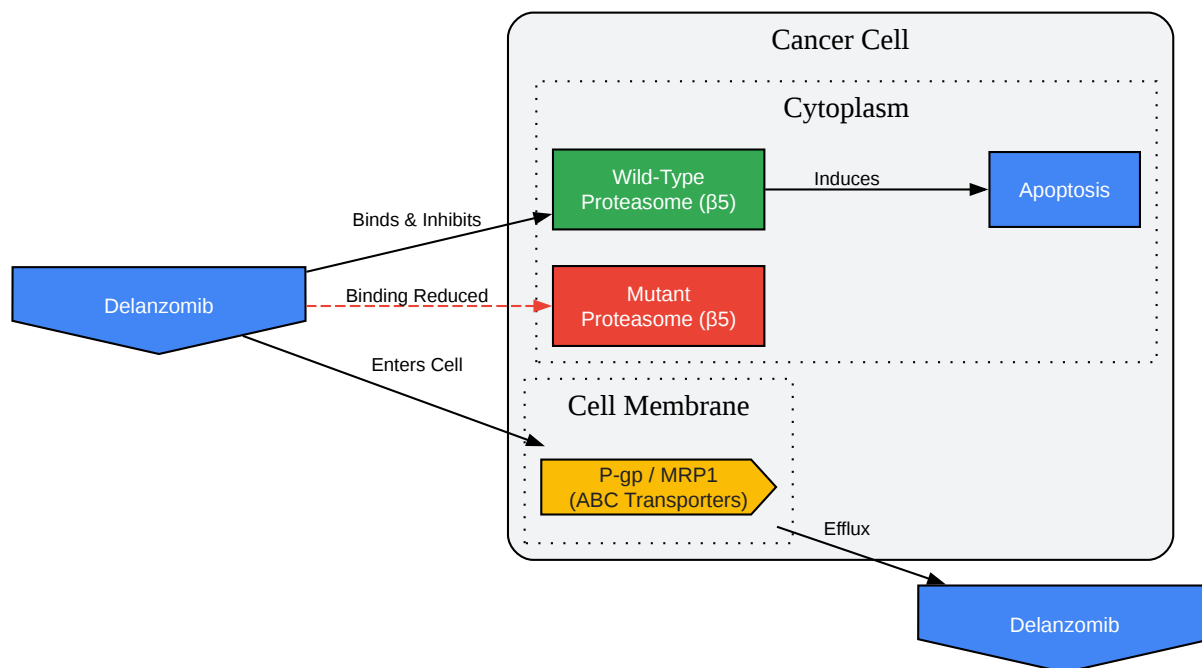 Cancer Cell
Cytoplasm
Wild-Type
Proteasome (β5)
Induces
Apoptosis
Binds & Inhibits
Delanzomib
Binding Reduced
Mutant
Proteasome (β5)
Enters Cell
Cell Membrane
P-gp / MRP1
(ABC Transporters)
Efflux
Delanzomib